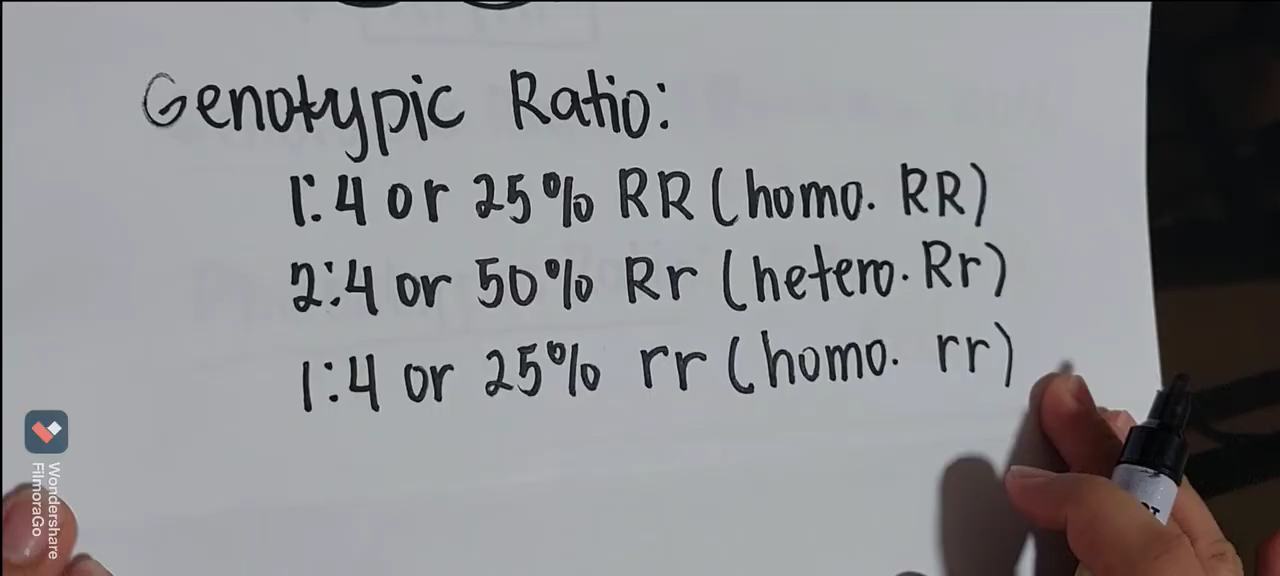 Genotypic Ratio:
1:4 or 25% RR (homo. RR)
2:4 or 50% Rr (hetero. Rr)
1:4 or 25% rr (homo. rr)
Wondershare
FilmoraGo